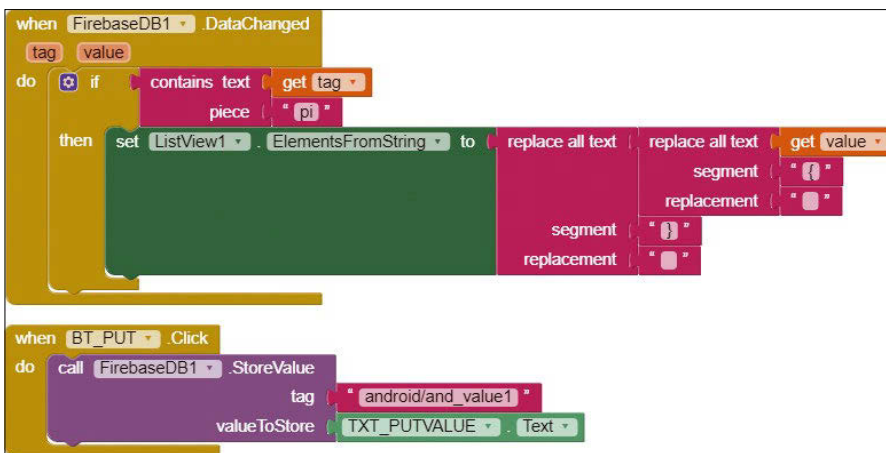 when FirebaseDB1 .DataChanged
tag value
do if contains text get tag
piece " pi "
then set ListView1 . ElementsFromString to replace all text replace all text get value
segment " { "
replacement " "
segment " } "
replacement " "
when BT_PUT .Click
do call FirebaseDB1 .StoreValue
tag " android/and_value1 "
valueToStore TXT_PUTVALUE . Text